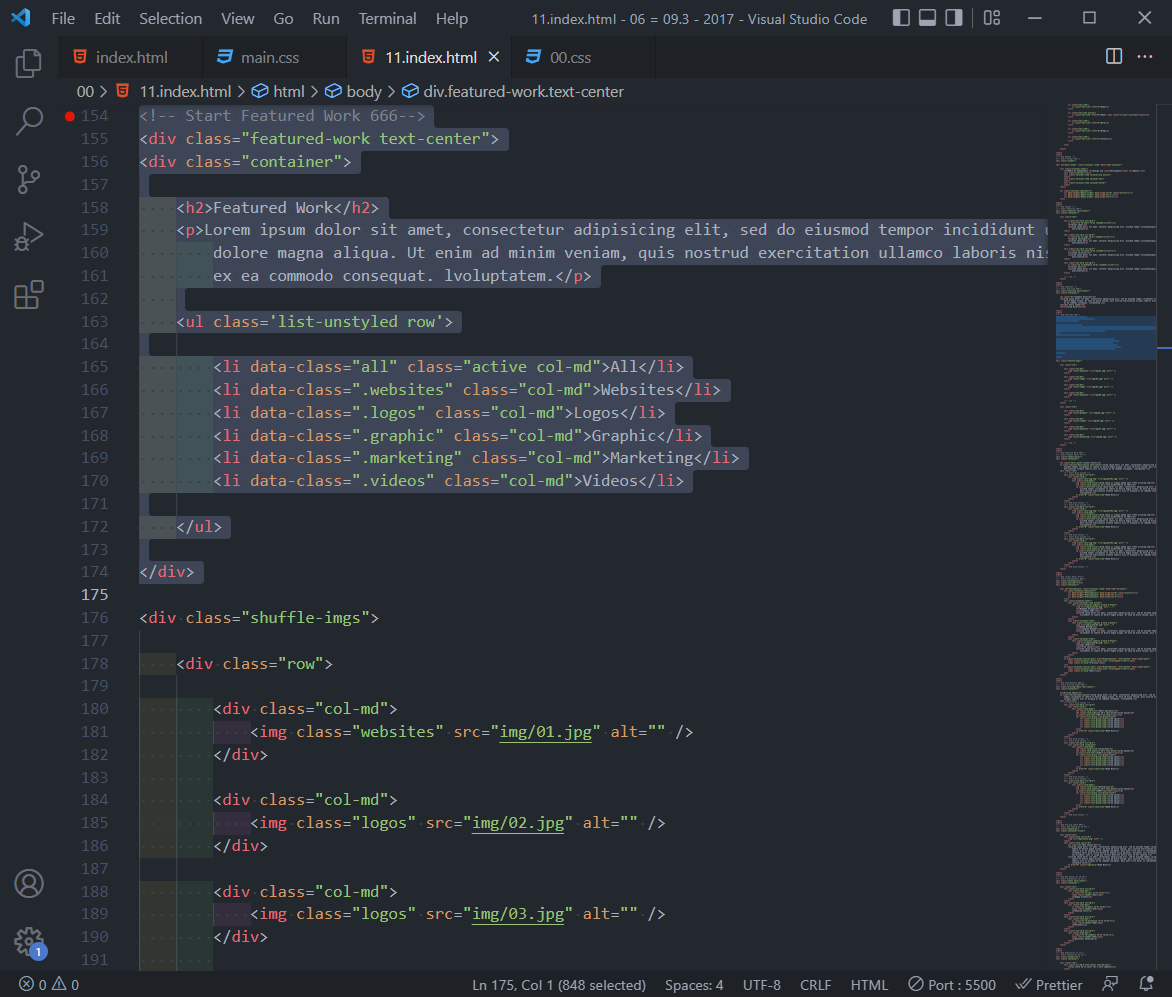 File Edit Selection View Go Run Terminal Help 11.index.html - 06 = 09.3 - 2017 - Visual Studio Code
index.html main.css 11.index.html 00.css
00 > 11.index.html > html > body > div.featured-work.text-center
154 <!-- Start Featured Work 666-->
155 <div class="featured-work text-center">
156 <div class="container">
157
158 <h2>Featured Work</h2>
159 <p>Lorem ipsum dolor sit amet, consectetur adipisicing elit, sed do eiusmod tempor incididunt
160 dolore magna aliqua. Ut enim ad minim veniam, quis nostrud exercitation ullamco laboris
161 ex ea commodo consequat. lvoluptatem.</p>
162
163 <ul class='list-unstyled row'>
164
165 <li data-class="all" class="active col-md">All</li>
166 <li data-class=".websites" class="col-md">Websites</li>
167 <li data-class=".logos" class="col-md">Logos</li>
168 <li data-class=".graphic" class="col-md">Graphic</li>
169 <li data-class=".marketing" class="col-md">Marketing</li>
170 <li data-class=".videos" class="col-md">Videos</li>
171
172 </ul>
173
174 </div>
175
176 <div class="shuffle-imgs">
177
178 <div class="row">
179
180 <div class="col-md">
181 <img class="websites" src="img/01.jpg" alt="" />
182 </div>
183
184 <div class="col-md">
185 <img class="logos" src="img/02.jpg" alt="" />
186 </div>
187
188 <div class="col-md">
189 <img class="logos" src="img/03.jpg" alt="" />
190 </div>
191
1
0 0 Ln 175, Col 1 (848 selected) Spaces: 4 UTF-8 CRLF HTML Port : 5500 Prettier